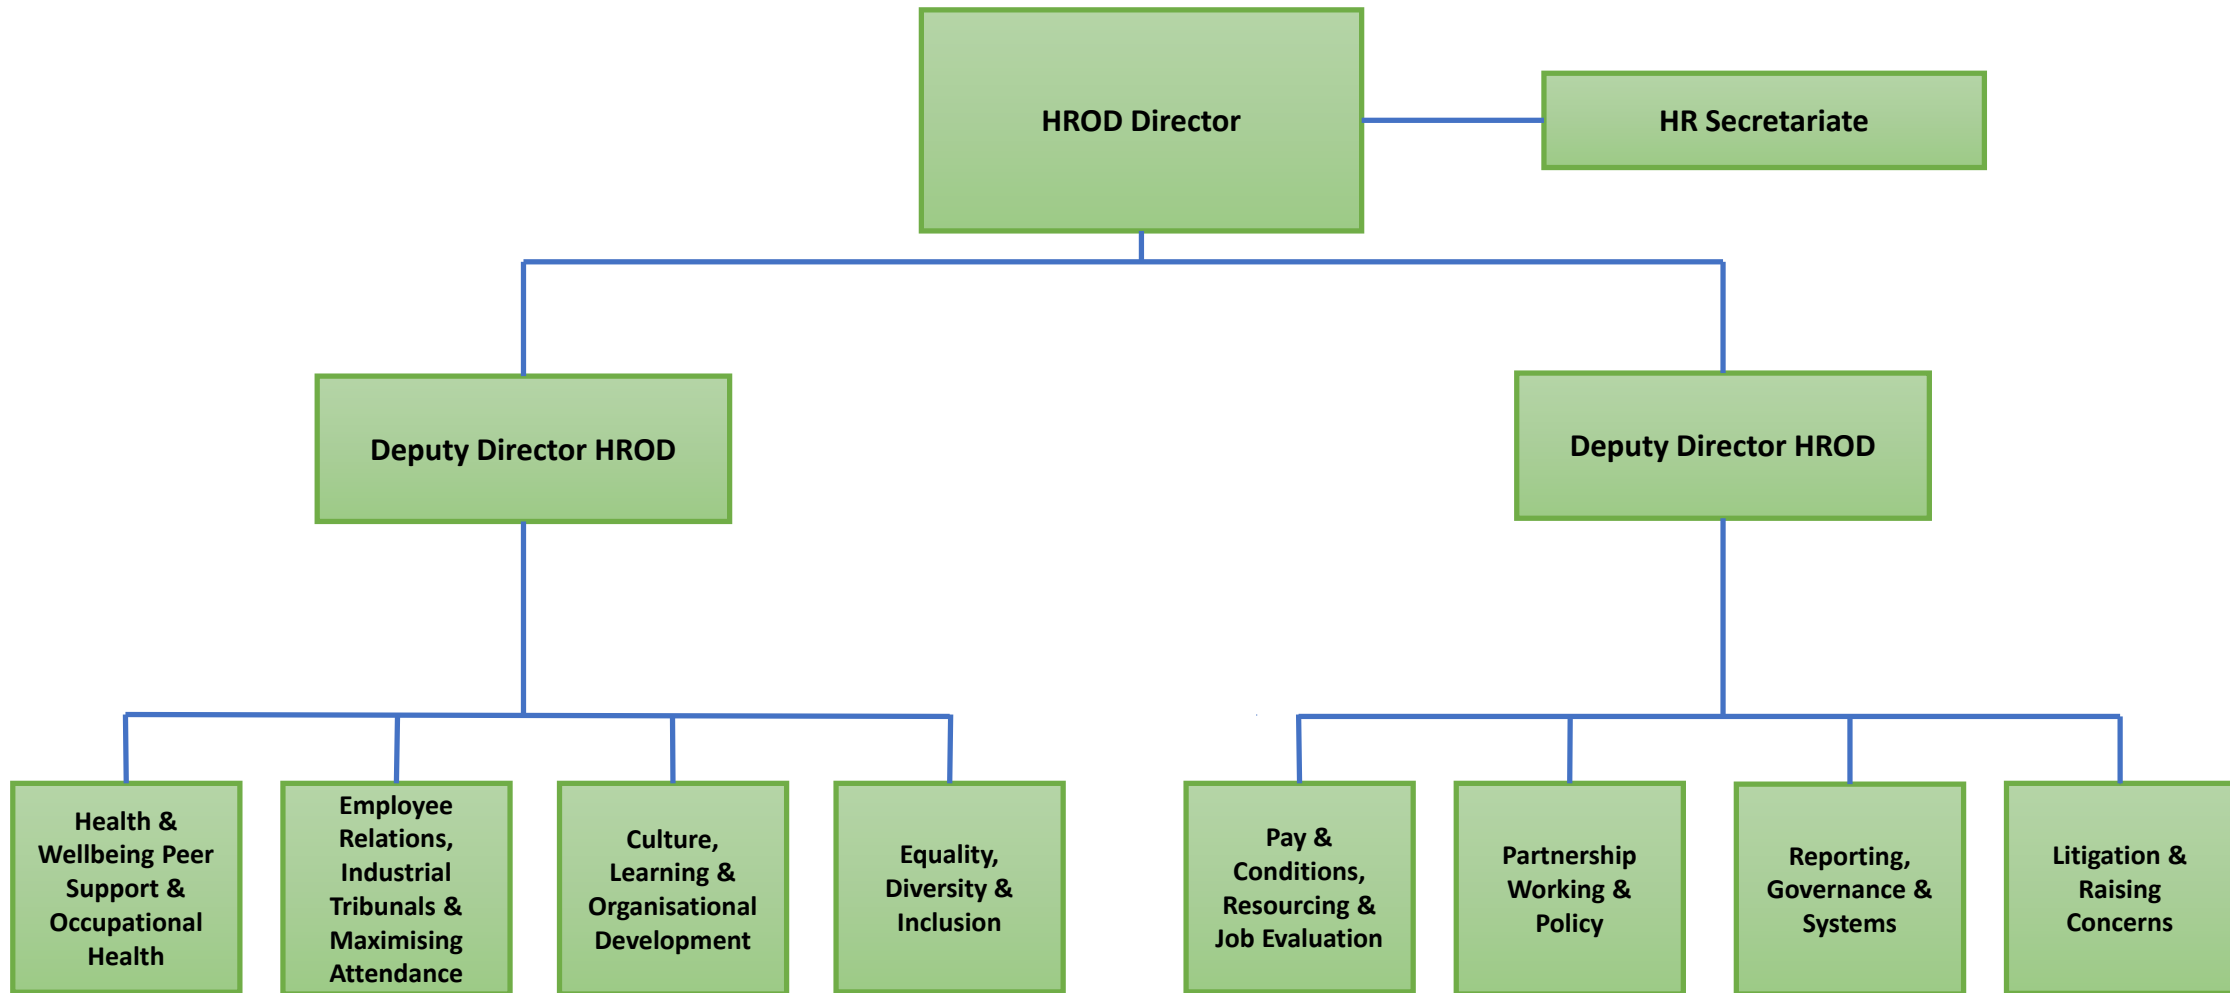 HROD Director
HR Secretariate
Deputy Director HROD
Deputy Director HROD
Health &
Wellbeing Peer
Support &
Occupational
Health
Employee
Relations,
Industrial
Tribunals &
Maximising
Attendance
Culture,
Learning &
Organisational
Development
Equality,
Diversity &
Inclusion
Pay &
Conditions,
Resourcing &
Job Evaluation
Partnership
Working &
Policy
Reporting,
Governance &
Systems
Litigation &
Raising
Concerns